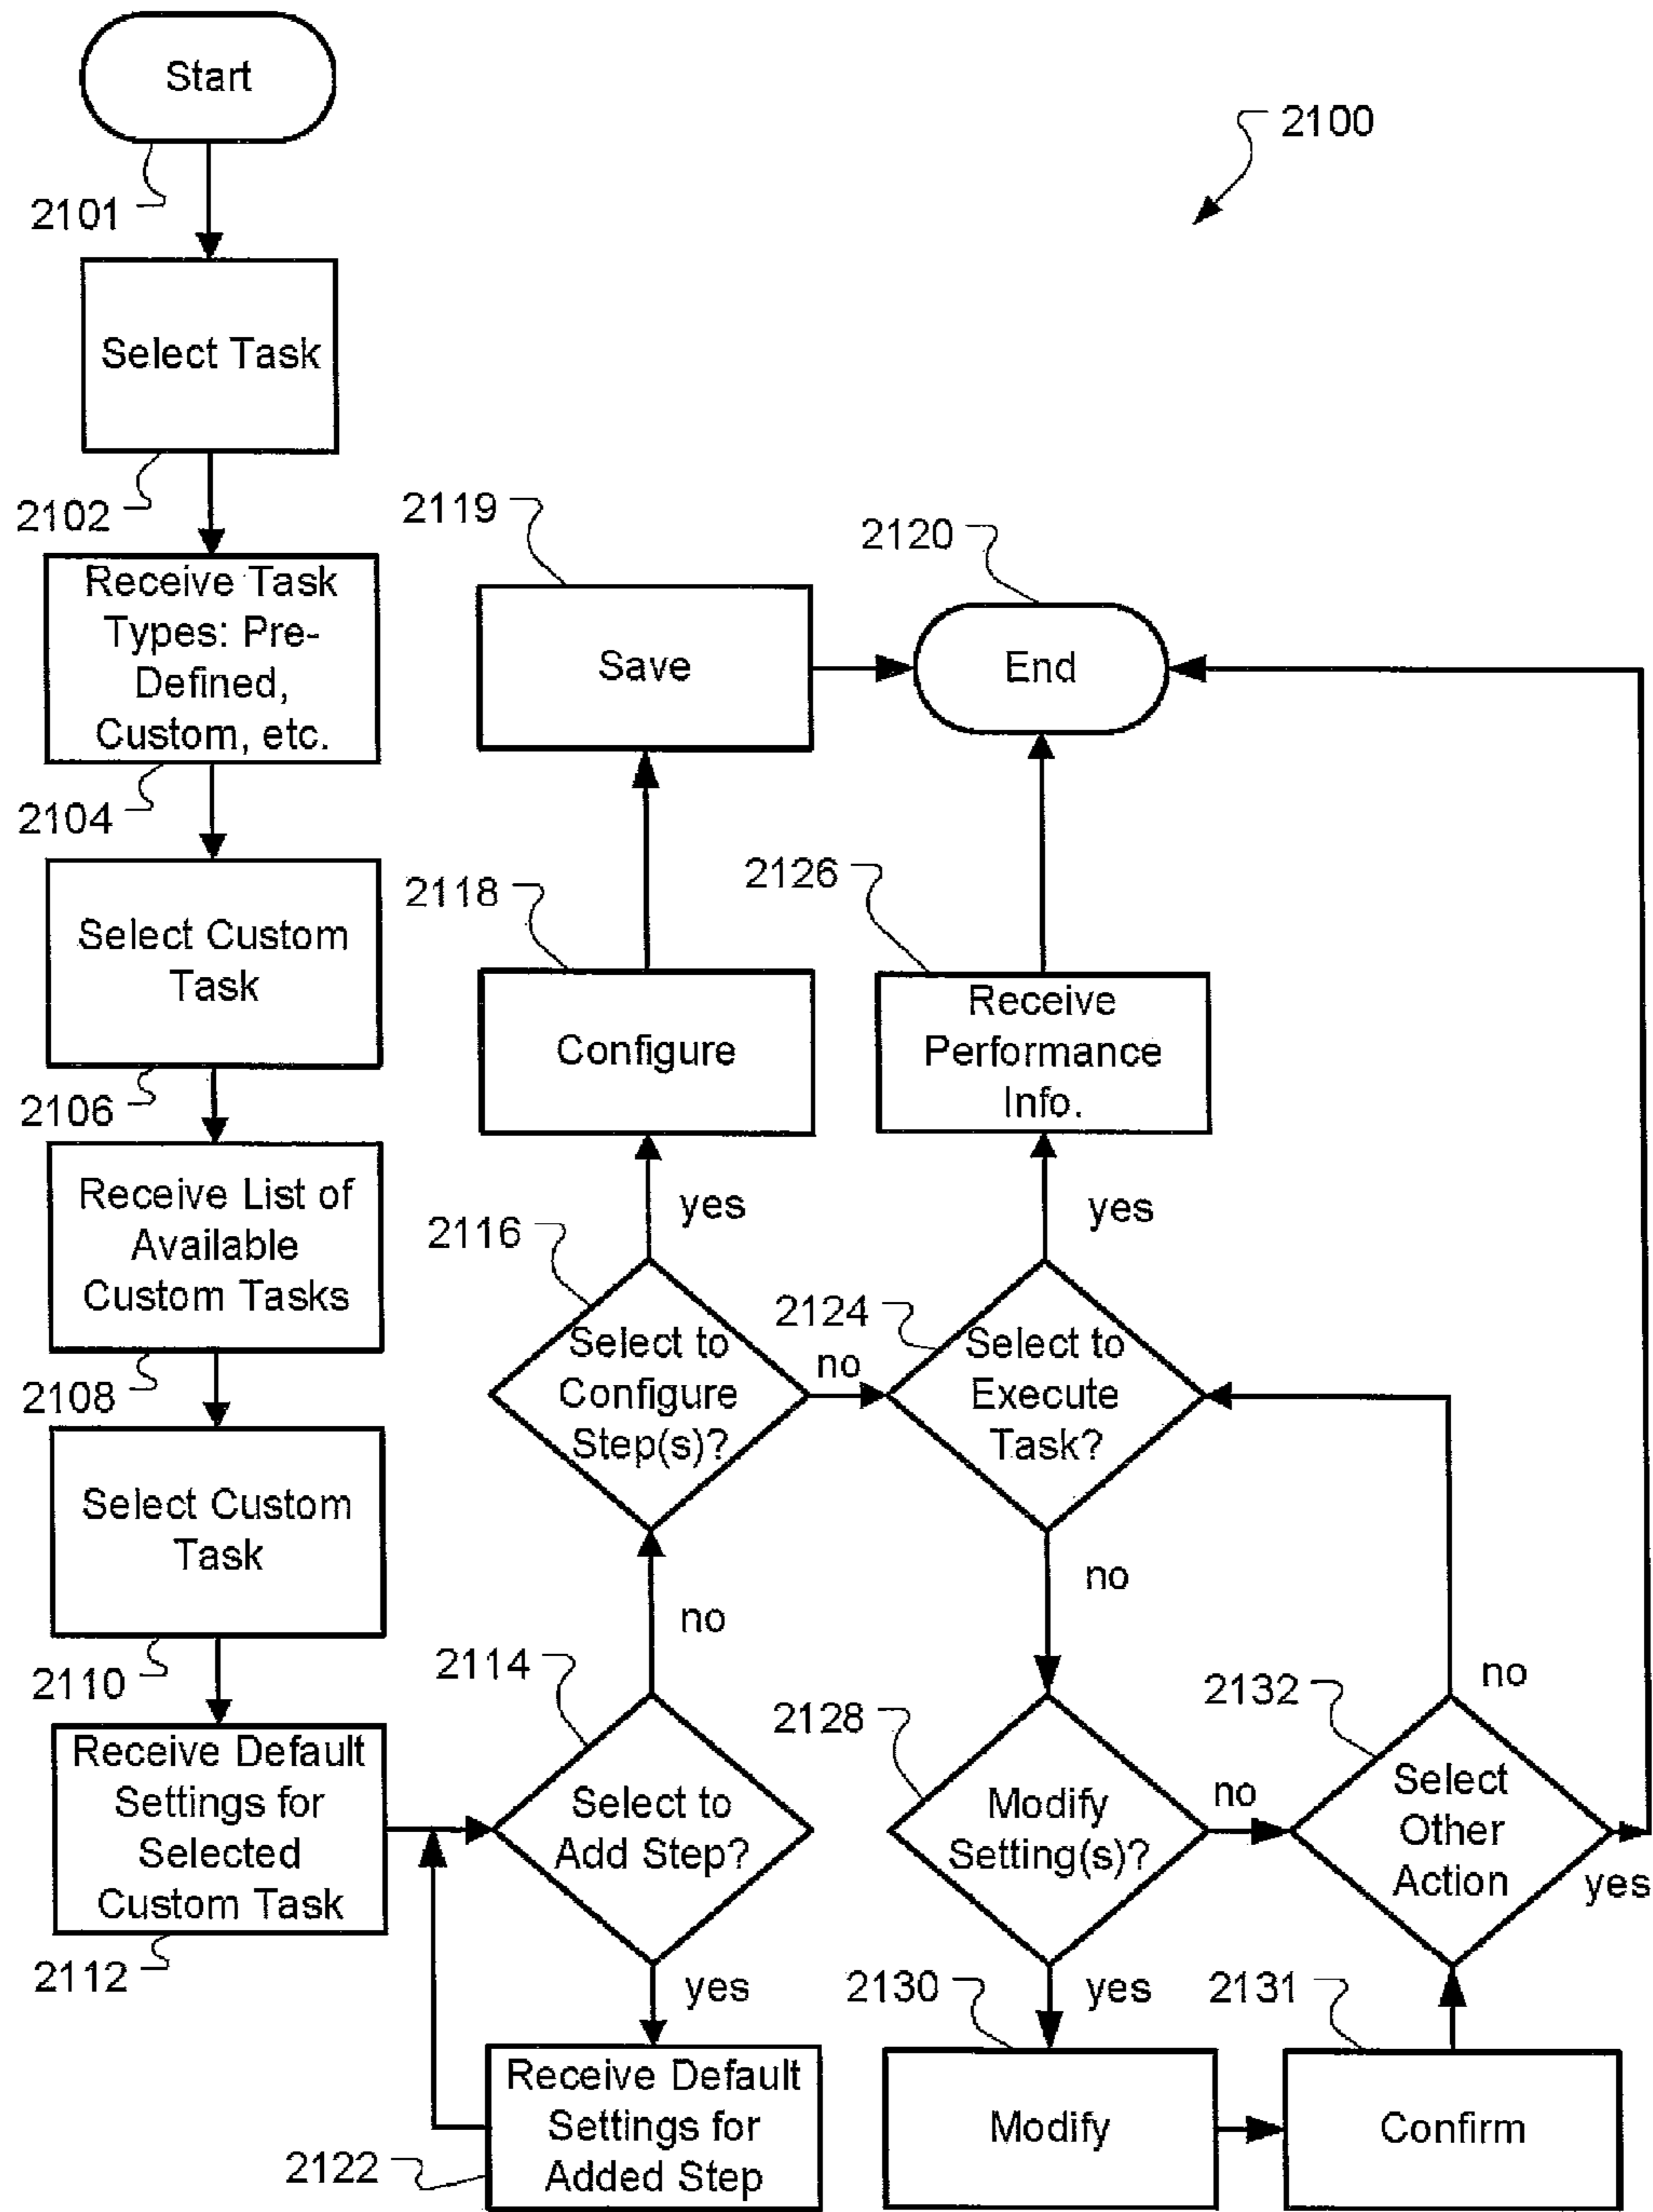 Start
2100
2101
Select Task
2102
Receive Task
Types: Pre-
Defined,
Custom, etc.
2104
Select Custom
Task
2106
Receive List of
Available
Custom Tasks
2108
Select Custom
Task
2110
Receive Default
Settings for
Selected
Custom Task
2112
2114
Select to
Add Step?
yes
no
2122
Receive Default
Settings for
Added Step
2116
Select to
Configure
Step(s)?
yes
no
2118
Configure
2119
Save
2120
End
2124
Select to
Execute
Task?
yes
no
2126
Receive
Performance
Info.
2128
Modify
Setting(s)?
no
yes
2130
Modify
2131
Confirm
2132
Select
Other
Action
no
yes